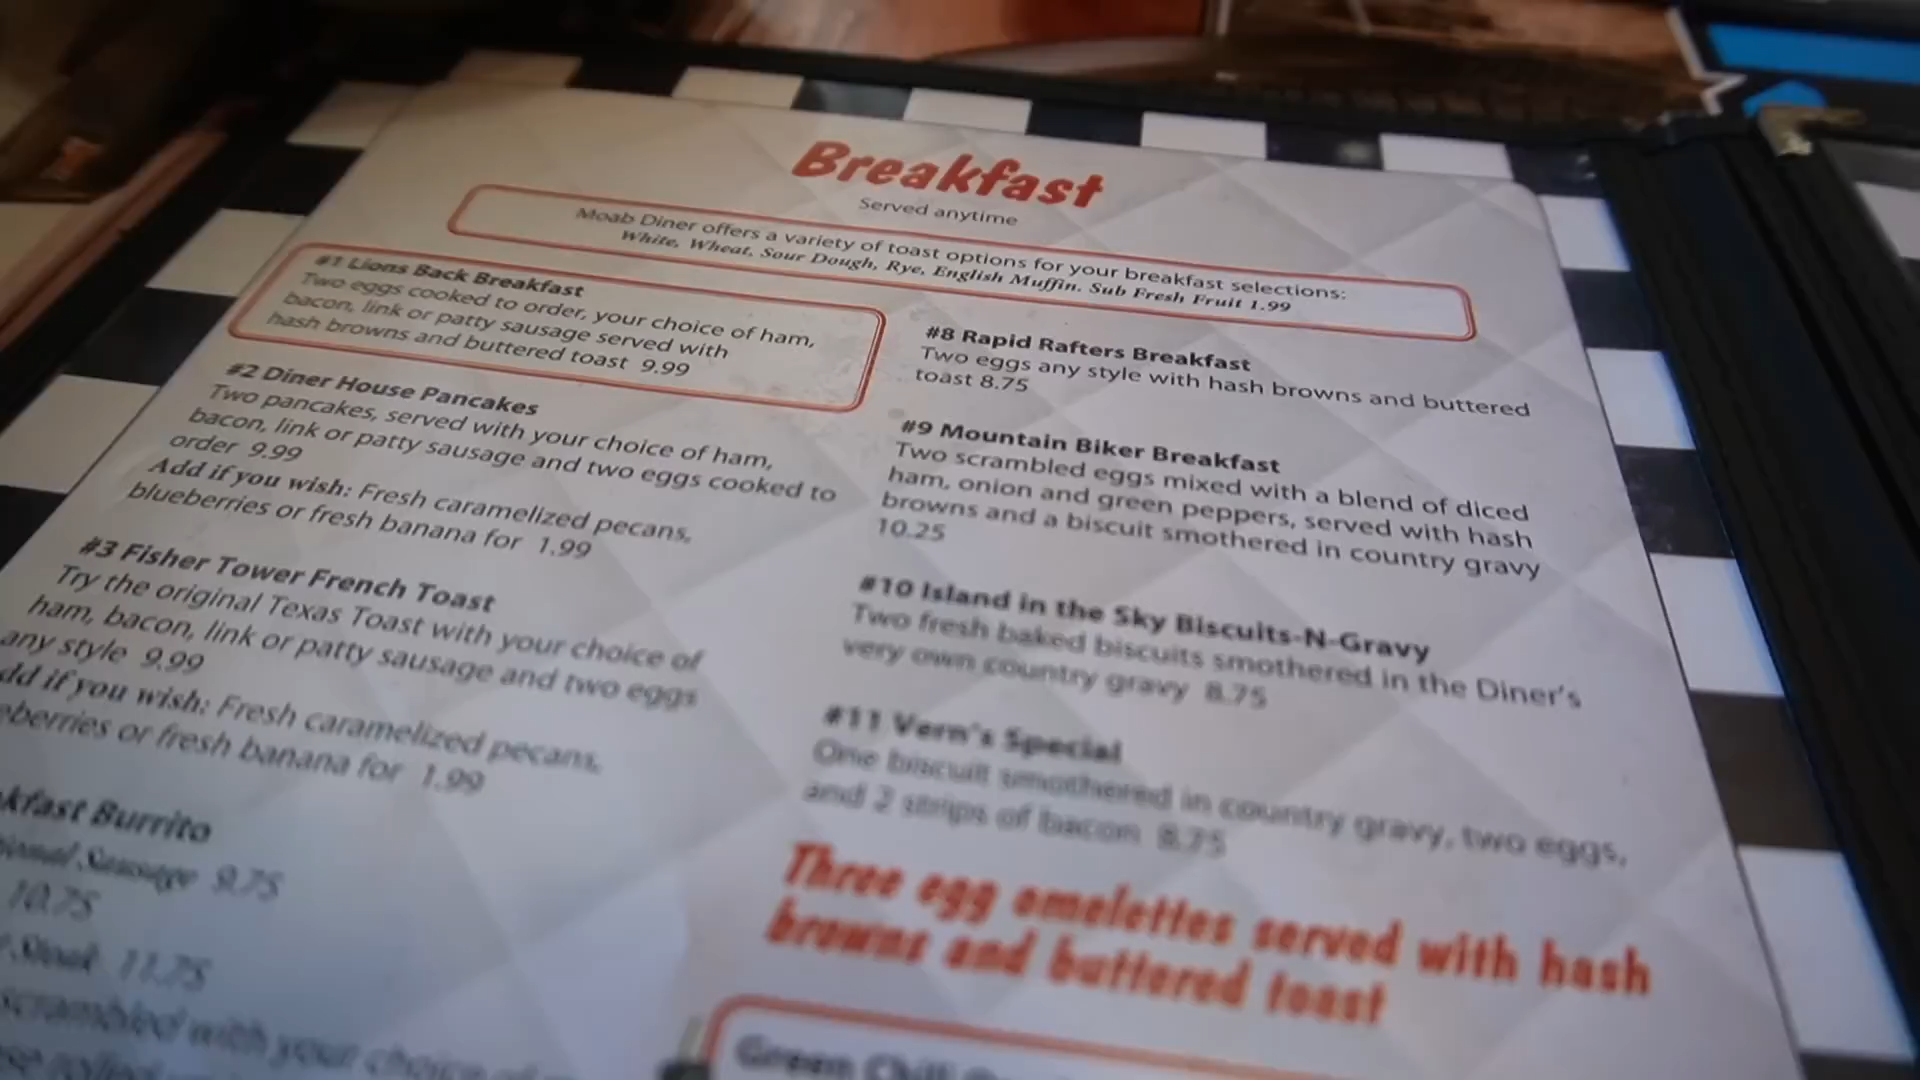 Breakfast
Served anytime
Moab Diner offers a variety of toast options for your breakfast selections:
White, Wheat, Sour Dough, Rye, English Muffin. Sub Fresh Fruit 1.99
#1 Lions Back Breakfast
Two eggs cooked to order, your choice of ham,
bacon, link or patty sausage served with
hash browns and buttered toast 9.99
#2 Diner House Pancakes
Two pancakes, served with your choice of ham,
bacon, link or patty sausage and two eggs cooked to
order 9.99
Add if you wish: Fresh caramelized pecans,
blueberries or fresh banana for 1.99
#3 Fisher Tower French Toast
Try the original Texas Toast with your choice of
ham, bacon, link or patty sausage and two eggs
any style 9.99
dd if you wish: Fresh caramelized pecans,
eberries or fresh banana for 1.99
kfast Burrito
ional Sausage 9.75
10.75
Steak 11.75
scrambled with your choice of
#8 Rapid Rafters Breakfast
Two eggs any style with hash browns and buttered
toast 8.75
#9 Mountain Biker Breakfast
Two scrambled eggs mixed with a blend of diced
ham, onion and green peppers, served with hash
browns and a biscuit smothered in country gravy
10.25
#10 Island in the Sky Biscuits-N-Gravy
Two fresh baked biscuits smothered in the Diner's
very own country gravy 8.75
#11 Vern's Special
One biscuit smothered in country gravy, two eggs,
and 2 strips of bacon 8.75
Three egg omelettes served with hash
browns and buttered toast
Green Chili